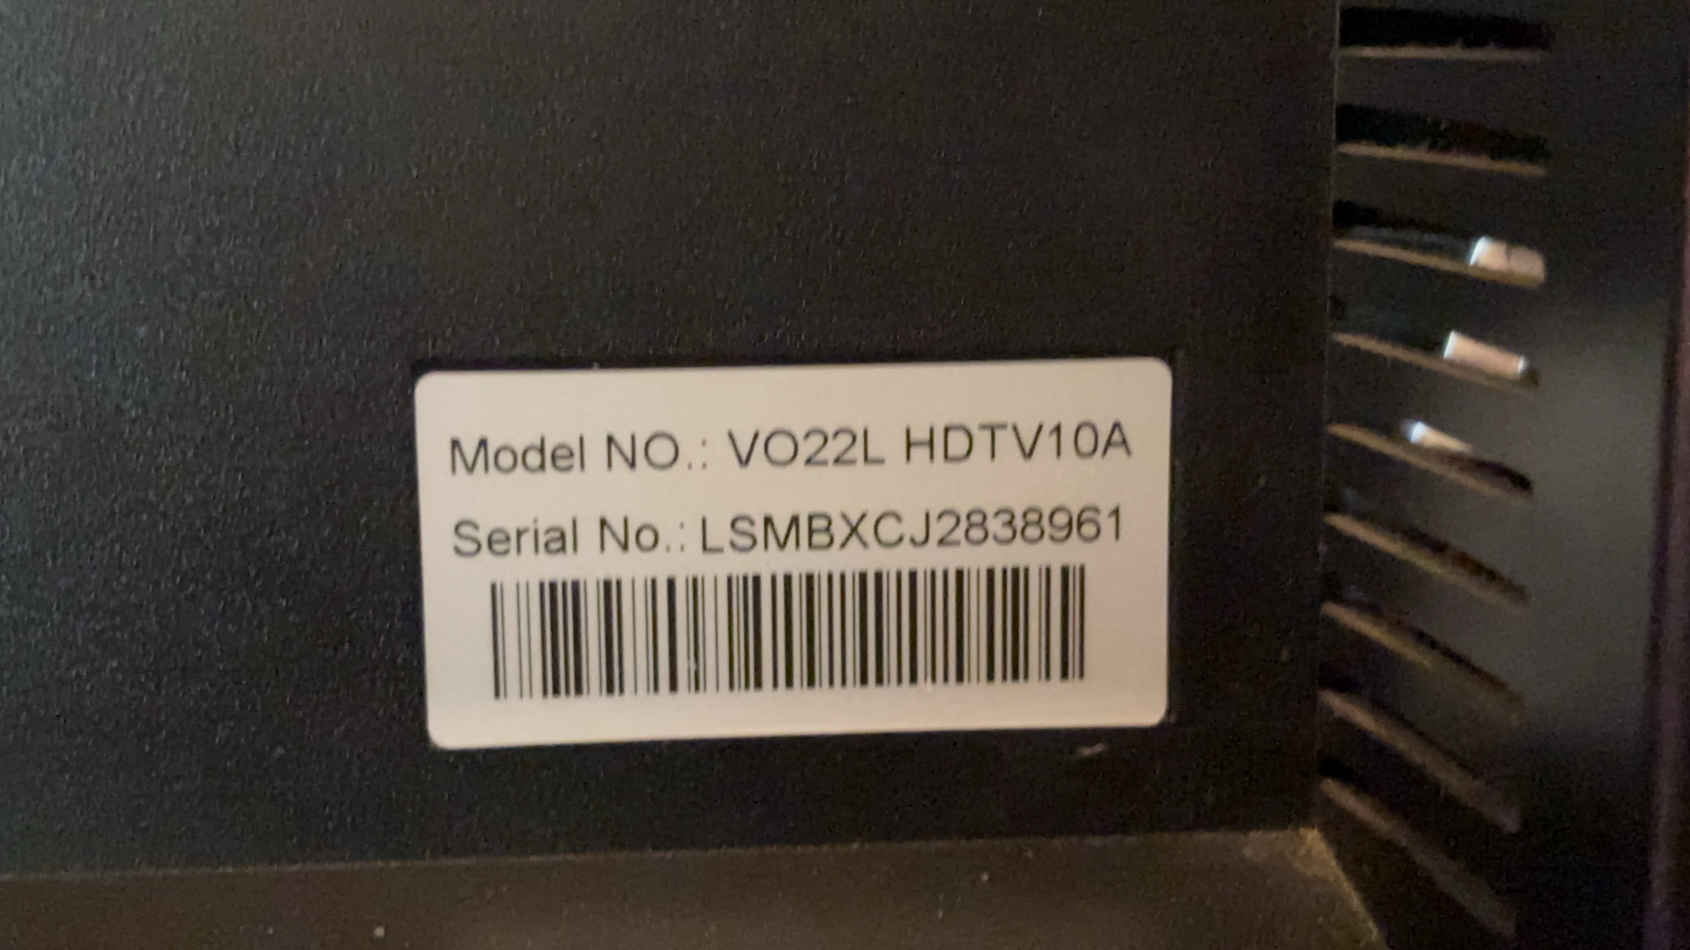 Model NO.: VO22L HDTV10A
Serial No.: LSMBXCJ2838961